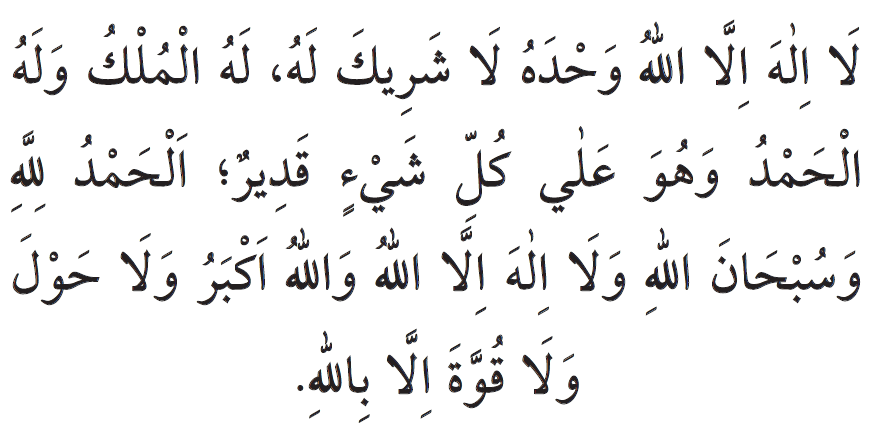 لَا اِلٰهَ اِلَّا اللّٰهُ وَحْدَهُ لَا شَرِيكَ لَهُ، لَهُ الْمُلْكُ وَلَهُ
الْحَمْدُ وَهُوَ عَلٰي كُلِّ شَيْءٍ قَدِيرٌ؛ اَلْحَمْدُ لِلّٰهِ
وَسُبْحَانَ اللّٰهِ وَلَا اِلٰهَ اِلَّا اللّٰهُ وَاللّٰهُ اَكْبَرُ وَلَا حَوْلَ
وَلَا قُوَّةَ اِلَّا بِاللّٰهِ.